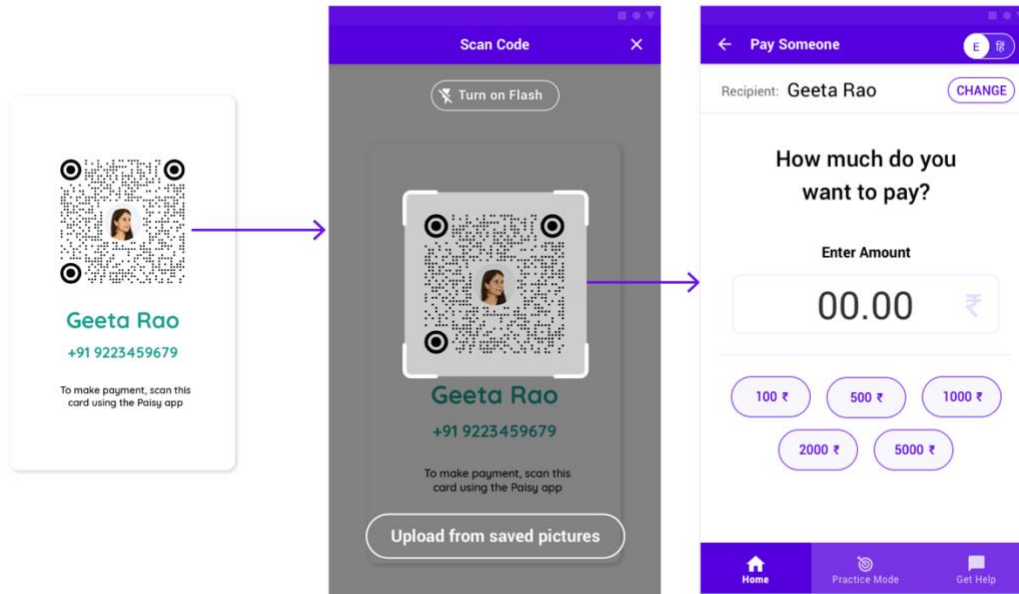 Geeta Rao
+91 9223459679
To make payment, scan this
card using the Paisy app
Scan Code
Turn on Flash
Geeta Rao
+91 9223459679
To make payment, scan this
card using the Paisy app
Upload from saved pictures
Pay Someone
E हिं
Recipient: Geeta Rao CHANGE
How much do you
want to pay?
Enter Amount
00.00 ₹
100 ₹ 500 ₹ 1000 ₹
2000 ₹ 5000 ₹
Home Practice Mode Get Help